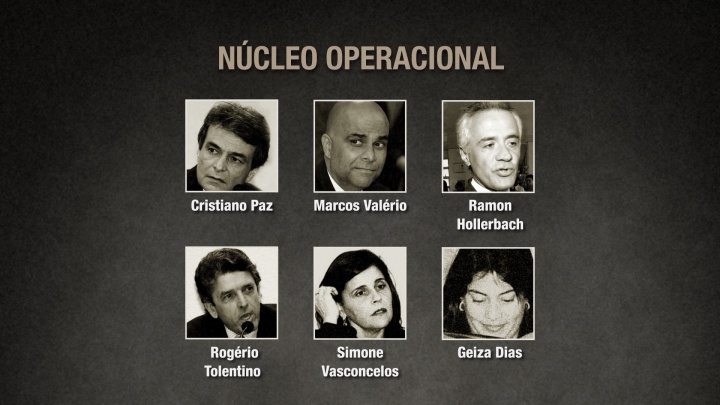 NÚCLEO OPERACIONAL
Cristiano Paz
Marcos Valério
Ramon
Hollerbach
Rogério
Tolentino
Simone
Vasconcelos
Geiza Dias